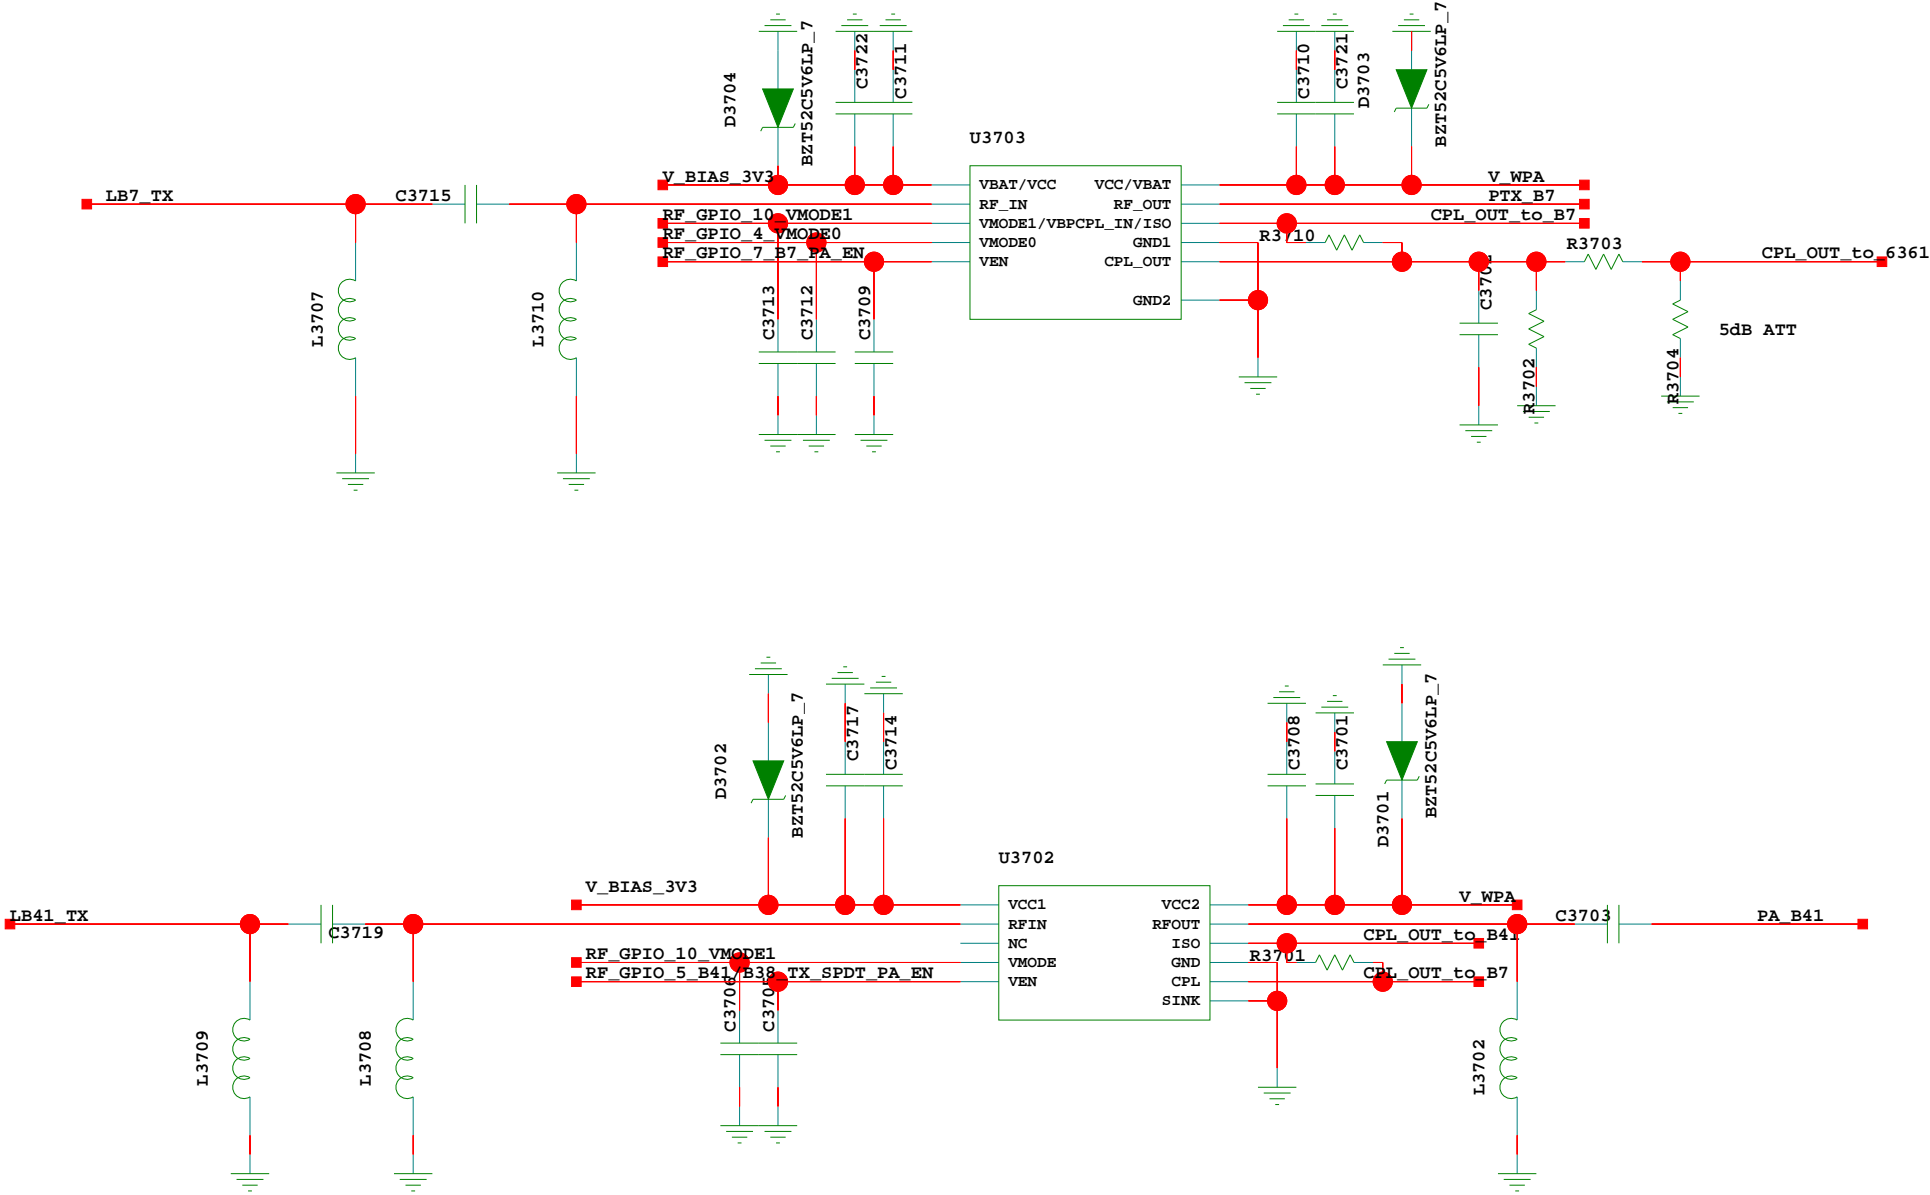 D3704
BZT52C5V6LP_7
C3722
C3711
C3710
C3721
D3703
BZT52C5V6LP_7
U3703
LB7_TX
C3715
V_BIAS_3V3
RF_GPIO_10_VMODE1
RF_GPIO_4_VMODE0
RF_GPIO_7_B7_PA_EN
VBAT/VCC
RF_IN
VMODE1/VBPCPL_IN/ISO
VMODE0
VEN
VCC/VBAT
RF_OUT
GND1
CPL_OUT
GND2
V_WPA
PTX_B7
CPL_OUT_to_B7
R3710
R3703
CPL_OUT_to_6361
L3707
L3710
C3713
C3712
C3709
R3702
R3704
5dB ATT
D3702
BZT52C5V6LP_7
C3717
C3714
C3708
C3701
D3701
BZT52C5V6LP_7
U3702
LB41_TX
C3719
V_BIAS_3V3
RF_GPIO_10_VMODE1
RF_GPIO_5_B41_B38_TX_SPDT_PA_EN
VCC1
RFIN
NC
VMODE
VEN
VCC2
RFOUT
ISO
GND
CPL
SINK
V_WPA
C3703
PA_B41
CPL_OUT_to_B41
R3701
CPL_OUT_to_B7
L3709
L3708
C3706
C3705
L3702